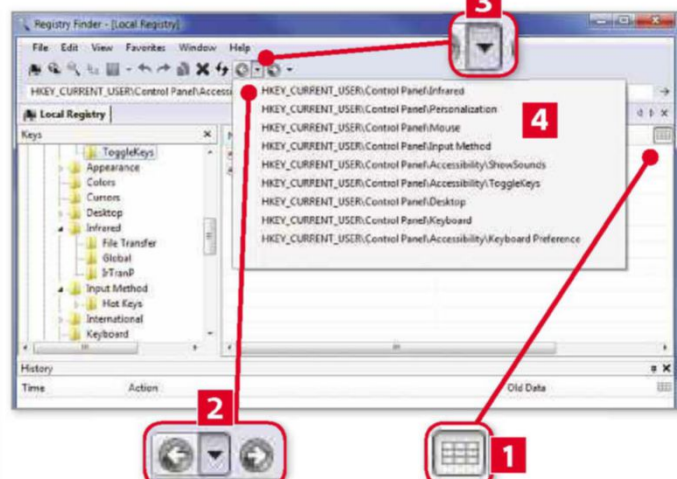 3
Registry Finder - [Local Registry]
File Edit View Favorites Window Help
HKEY_CURRENT_USER\Control Panel\Accessi
HKEY_CURRENT_USER\Control Panel\Infrared
HKEY_CURRENT_USER\Control Panel\Personalization
HKEY_CURRENT_USER\Control Panel\Mouse
HKEY_CURRENT_USER\Control Panel\Input Method
HKEY_CURRENT_USER\Control Panel\Accessibility\ShowSounds
HKEY_CURRENT_USER\Control Panel\Accessibility\ToggleKeys
HKEY_CURRENT_USER\Control Panel\Desktop
HKEY_CURRENT_USER\Control Panel\Keyboard
HKEY_CURRENT_USER\Control Panel\Accessibility\Keyboard Preference
4
Local Registry
Keys
ToggleKeys
Appearance
Colors
Cursors
Desktop
Infrared
File Transfer
Global
IrTranP
Input Method
Hot Keys
International
Keyboard
History
Time Action Old Data
2
1